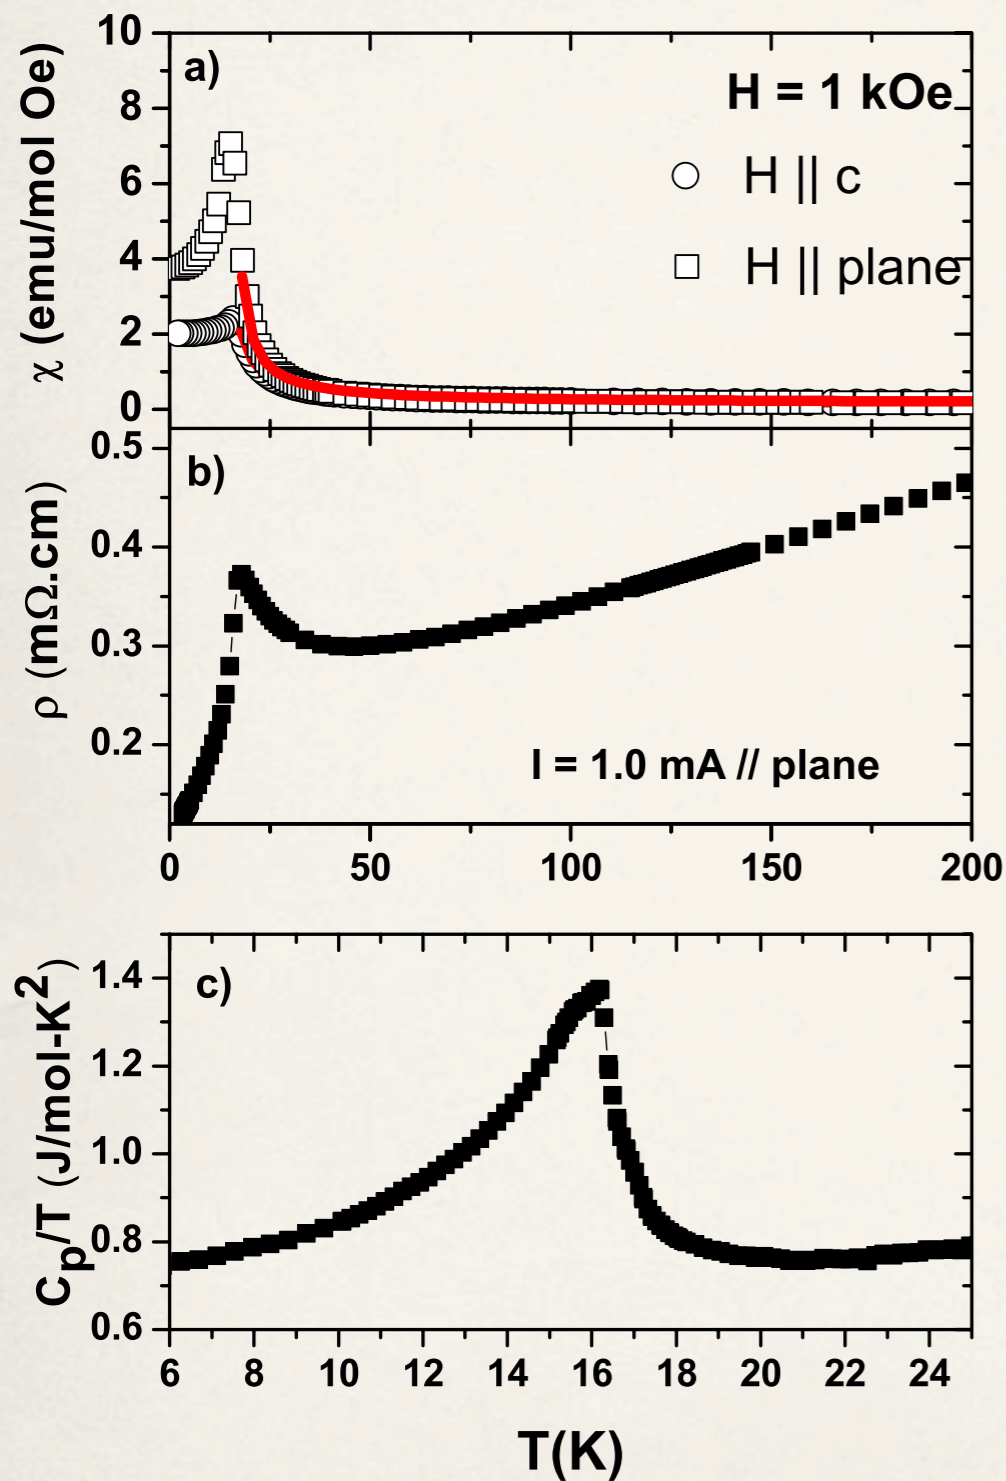 10
8
6
4
2
0
χ (emu/mol Oe)
a)
H = 1 kOe
H || c
H || plane
0.5
0.4
0.3
0.2
ρ (mΩ.cm)
b)
I = 1.0 mA // plane
0 50 100 150 200
1.4
1.2
1.0
0.8
0.6
Cp/T (J/mol-K²)
c)
6 8 10 12 14 16 18 20 22 24
T(K)